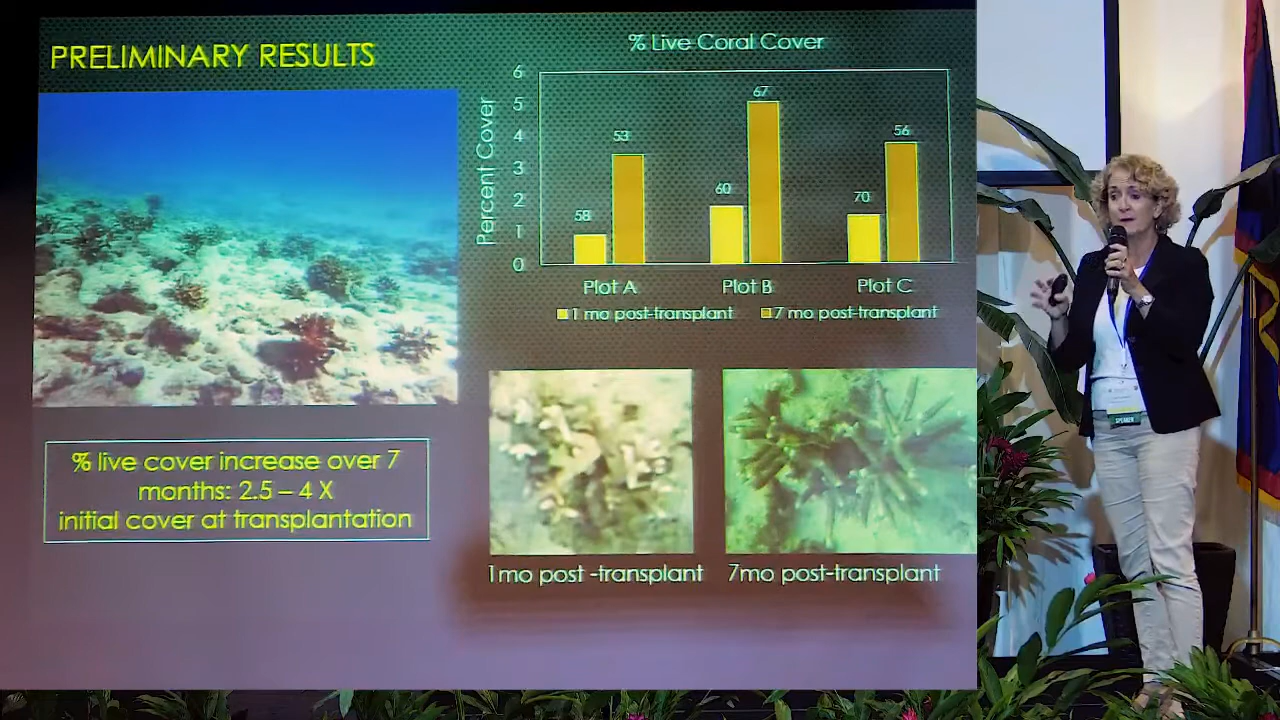 PRELIMINARY RESULTS
% Live Coral Cover
Percent Cover
6
5
4
3
2
1
0
58
53
60
67
70
56
Plot A
Plot B
Plot C
1 mo post-transplant
7 mo post-transplant
% live cover increase over 7
months: 2.5 – 4 X
initial cover at transplantation
1mo post -transplant
7mo post-transplant
SPEAKER